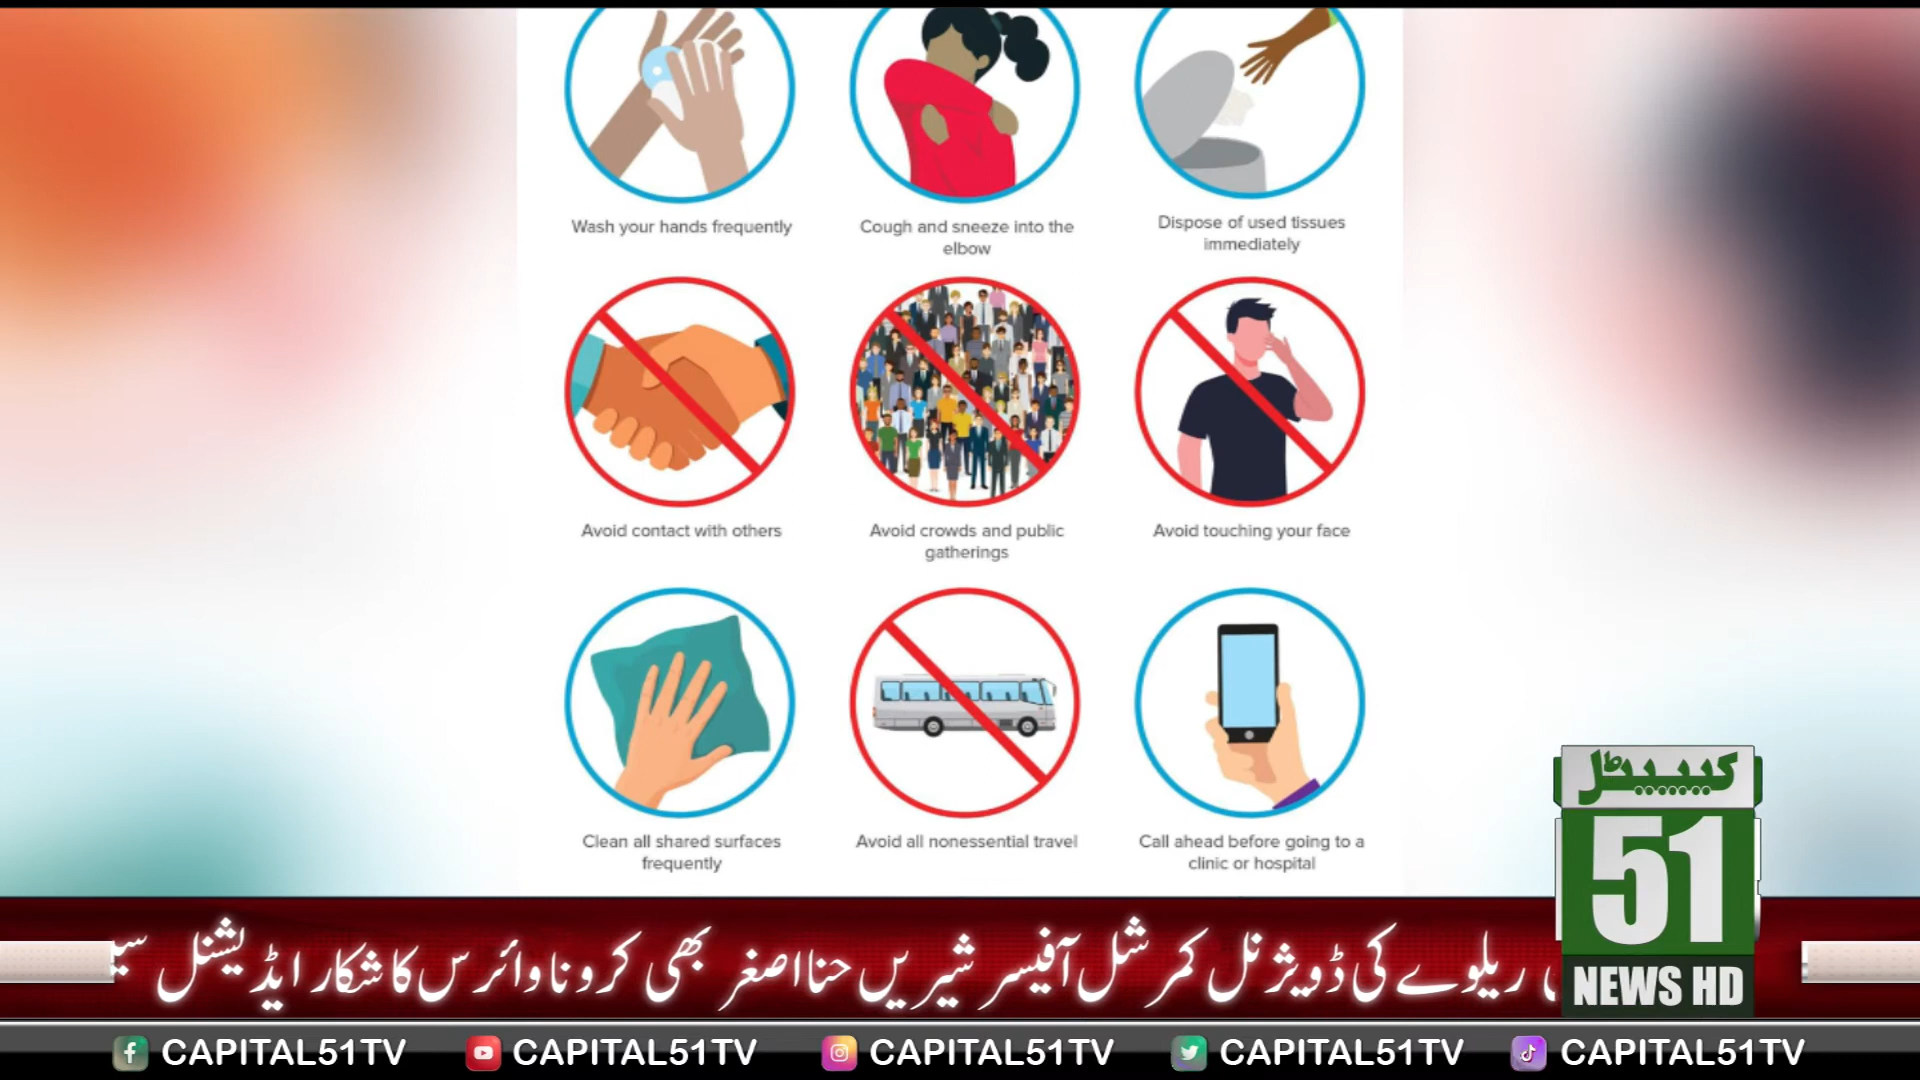 Wash your hands frequently
Cough and sneeze into the
elbow
Dispose of used tissues
immediately
Avoid contact with others
Avoid crowds and public
gatherings
Avoid touching your face
Clean all shared surfaces
frequently
Avoid all nonessential travel
Call ahead before going to a
clinic or hospital
کیپیٹل
51
NEWS HD
ریلوے کی ڈویژنل کمرشل آفیسر شیریں حنا اصغر بھی کرونا وائرس کا شکار ایڈیشنل
CAPITAL51TV
CAPITAL51TV
CAPITAL51TV
CAPITAL51TV
CAPITAL51TV